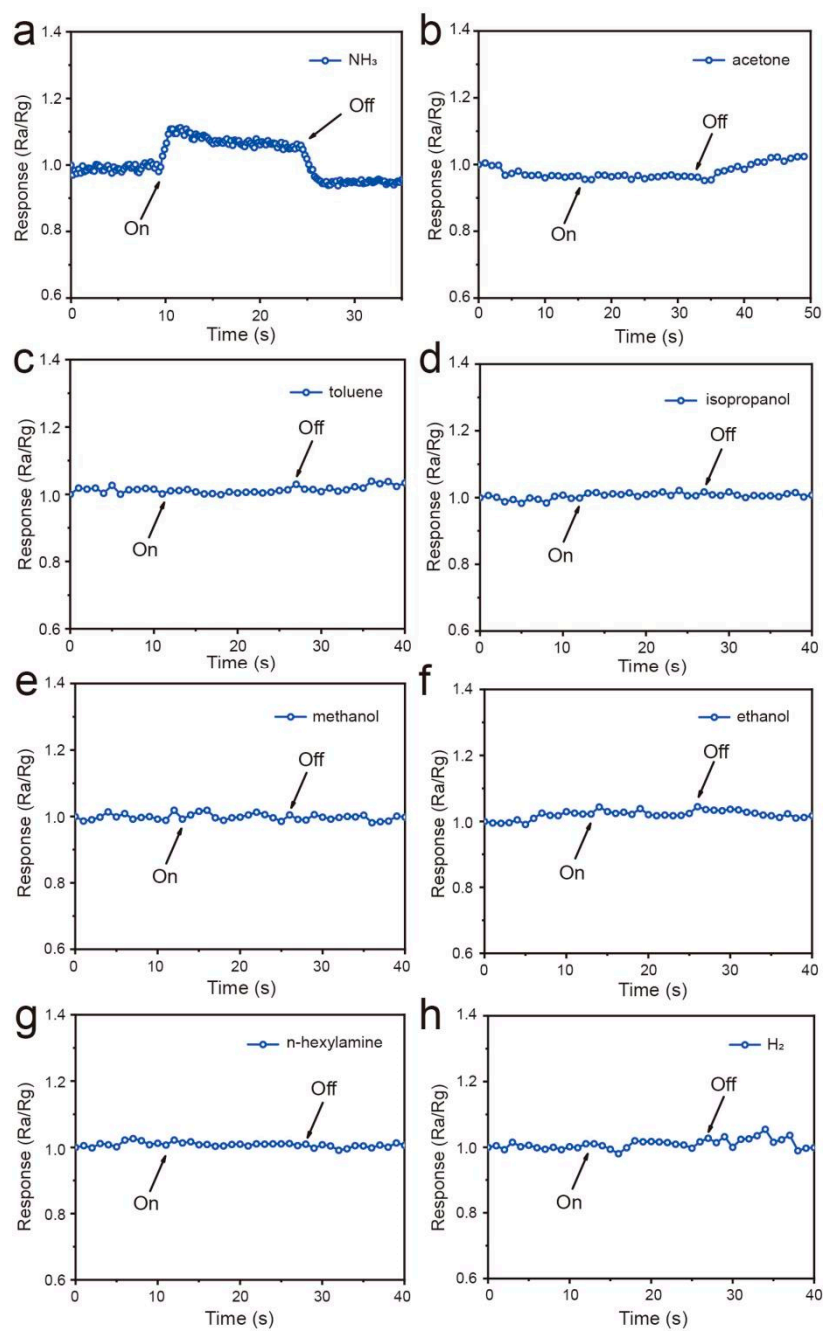 a
NH₃
Response (Ra/Rg)
1.4
1.2
1.0
0.8
0.6
On
Off
0
10
20
30
Time (s)
b
acetone
Response (Ra/Rg)
1.4
1.2
1.0
0.8
0.6
On
Off
0
10
20
30
40
50
Time (s)
c
toluene
Response (Ra/Rg)
1.4
1.2
1.0
0.8
0.6
On
Off
0
10
20
30
40
Time (s)
d
isopropanol
Response (Ra/Rg)
1.4
1.2
1.0
0.8
0.6
On
Off
0
10
20
30
40
Time (s)
e
methanol
Response (Ra/Rg)
1.4
1.2
1.0
0.8
0.6
On
Off
0
10
20
30
40
Time (s)
f
ethanol
Response (Ra/Rg)
1.4
1.2
1.0
0.8
0.6
On
Off
0
10
20
30
40
Time (s)
g
n-hexylamine
Response (Ra/Rg)
1.4
1.2
1.0
0.8
0.6
On
Off
0
10
20
30
40
Time (s)
h
H₂
Response (Ra/Rg)
1.4
1.2
1.0
0.8
0.6
On
Off
0
10
20
30
40
Time (s)